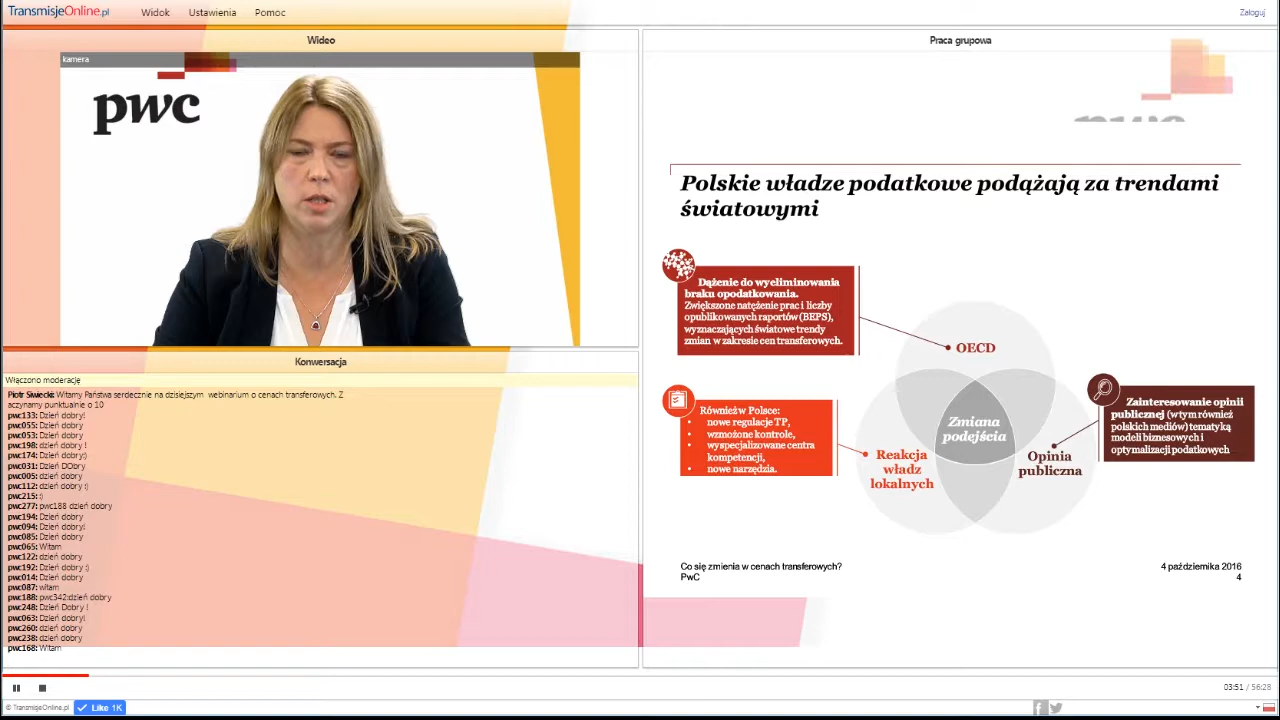 TransmisjeOnline.pl
Widok
Ustawienia
Pomoc
Zaloguj
Wideo
kamera
pwc
Konwersacja
Włączono moderację
Piotr Siwiecki: Witamy Państwa serdecznie na dzisiejszym webinarium o cenach transferowych. Z
aczynamy punktualnie o 10
pwc133: Dzień dobry!
pwc055: dzień dobry
pwc053: Dzień dobry
pwc198: dzień dobry !
pwc174: Dzień dobry:)
pwc031: Dzień DObry
pwc005: dzień dobry
pwc112: dzień dobry :)
pwc215: :)
pwc277: pwc188 dzień dobry
pwc194: Dzień dobry
pwc094: Dzień dobry!
pwc085: Dzień dobry
pwc065: Witam
pwc122: dzień dobry
pwc192: Dzień dobry :)
pwc014: Dzień dobry
pwc087: witam
pwc188: pwc342:dzień dobry
pwc248: Dzień Dobry !
pwc063: Dzień dobry!
pwc260: dzień dobry
pwc238: dzień dobry
pwc168: Witam
Praca grupowa
pwc
Polskie władze podatkowe podążają za trendami
światowymi
Dążenie do wyeliminowania
braku opodatkowania.
Zwiększone natężenie prac i liczby
opublikowanych raportów (BEPS),
wyznaczających światowe trendy
zmian w zakresie cen transferowych.
OECD
Również w Polsce:
• nowe regulacje TP,
• wzmożone kontrole,
• wyspecjalizowane centra
kompetencji,
• nowe narzędzia.
Reakcja
władz
lokalnych
Zmiana
podejścia
Opinia
publiczna
Zainteresowanie opinii
publicznej (w tym również
polskich mediów) tematyką
modeli biznesowych i
optymalizacji podatkowych
Co się zmienia w cenach transferowych?
PwC
4 października 2016
4
03:51 / 56:28
© TransmisjeOnline.pl
Like 1K